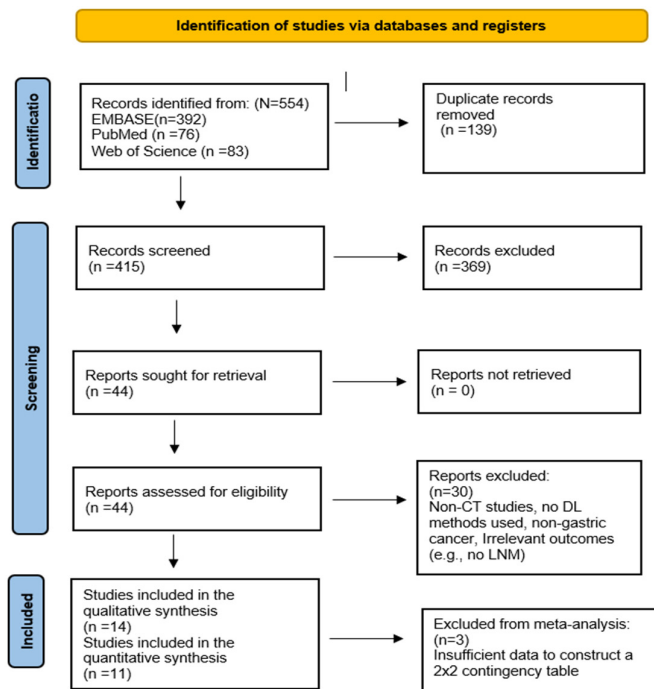 Identification of studies via databases and registers
Identificatio
Records identified from: (N=554)
EMBASE(n=392)
PubMed (n =76)
Web of Science (n =83)
Duplicate records
removed
(n =139)
Screening
Records screened
(n =415)
Records excluded
(n =369)
Reports sought for retrieval
(n =44)
Reports not retrieved
(n = 0)
Reports assessed for eligibility
(n =44)
Reports excluded:
(n=30)
Non-CT studies, no DL
methods used, non-gastric
cancer, Irrelevant outcomes
(e.g., no LNM)
Included
Studies included in the
qualitative synthesis
(n =14)
Studies included in the
quantitative synthesis
(n =11)
Excluded from meta-analysis:
(n=3)
Insufficient data to construct a
2x2 contingency table